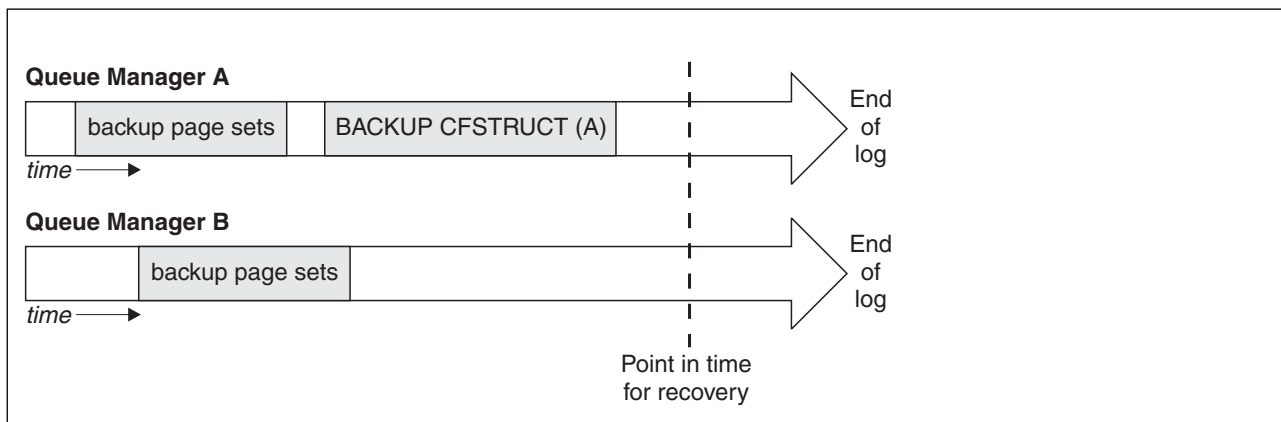 Queue Manager A
backup page sets
BACKUP CFSTRUCT (A)
End
of
log
time
Queue Manager B
backup page sets
End
of
log
time
Point in time
for recovery